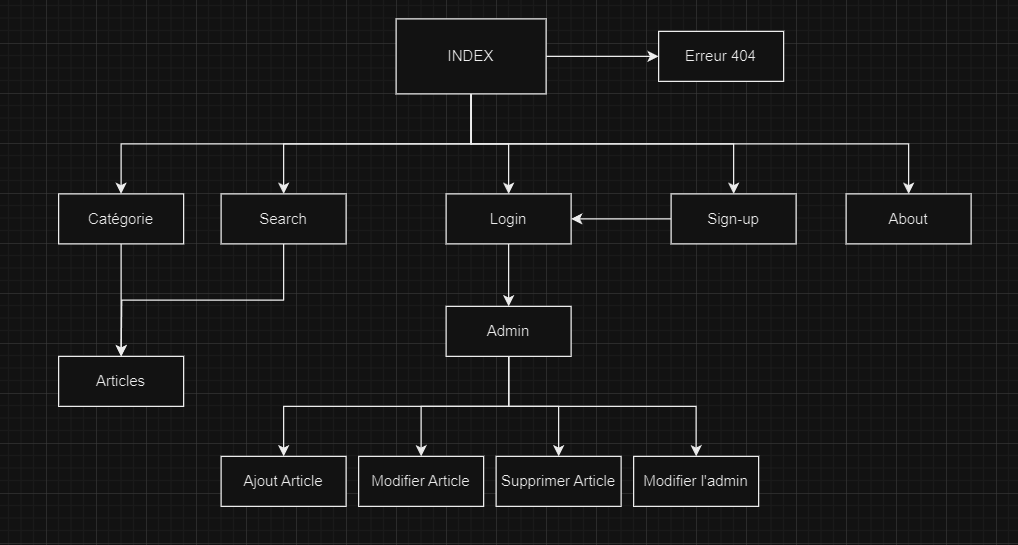 INDEX
Erreur 404
Catégorie
Search
Login
Sign-up
About
Admin
Articles
Ajout Article
Modifier Article
Supprimer Article
Modifier l'admin